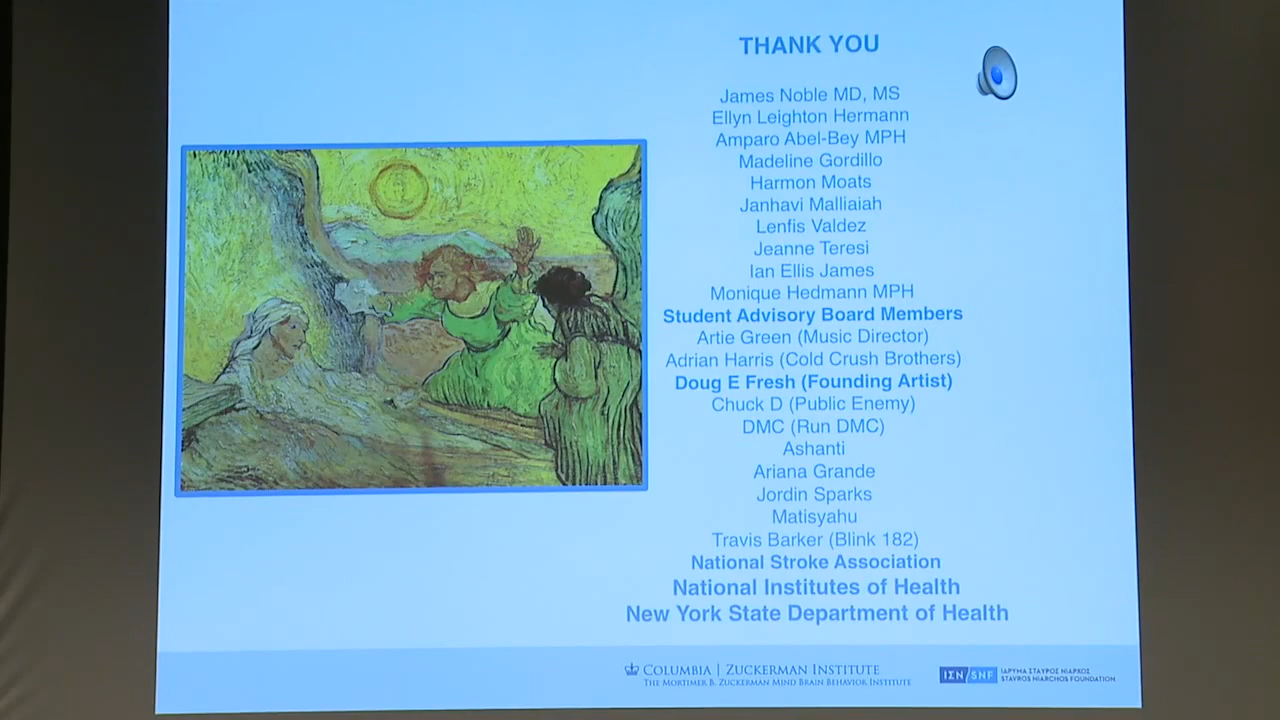 THANK YOU
James Noble MD, MS
Ellyn Leighton Hermann
Amparo Abel-Bey MPH
Madeline Gordillo
Harmon Moats
Janhavi Malliaiah
Lenfis Valdez
Jeanne Teresi
Ian Ellis James
Monique Hedmann MPH
Student Advisory Board Members
Artie Green (Music Director)
Adrian Harris (Cold Crush Brothers)
Doug E Fresh (Founding Artist)
Chuck D (Public Enemy)
DMC (Run DMC)
Ashanti
Ariana Grande
Jordin Sparks
Matisyahu
Travis Barker (Blink 182)
National Stroke Association
National Institutes of Health
New York State Department of Health
COLUMBIA | ZUCKERMAN INSTITUTE
THE MORTIMER B. ZUCKERMAN MIND BRAIN BEHAVIOR INSTITUTE
ΙΣΝ/SNF
ΙΔΡΥΜΑ ΣΤΑΥΡΟΣ ΝΙΑΡΧΟΣ
STAVROS NIARCHOS FOUNDATION